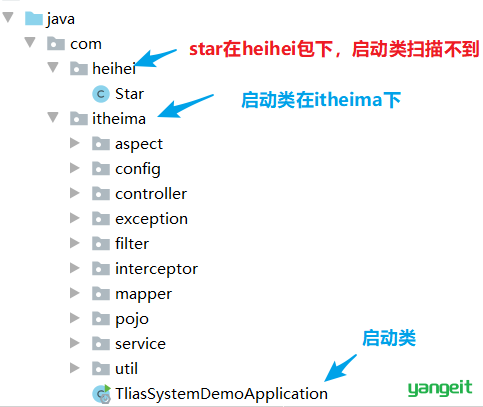 java
com
heihei
star在heihei包下，启动类扫描不到
Star
启动类在itheima下
itheima
aspect
config
controller
exception
filter
interceptor
mapper
pojo
service
util
启动类
TliasSystemDemoApplication
yangeit